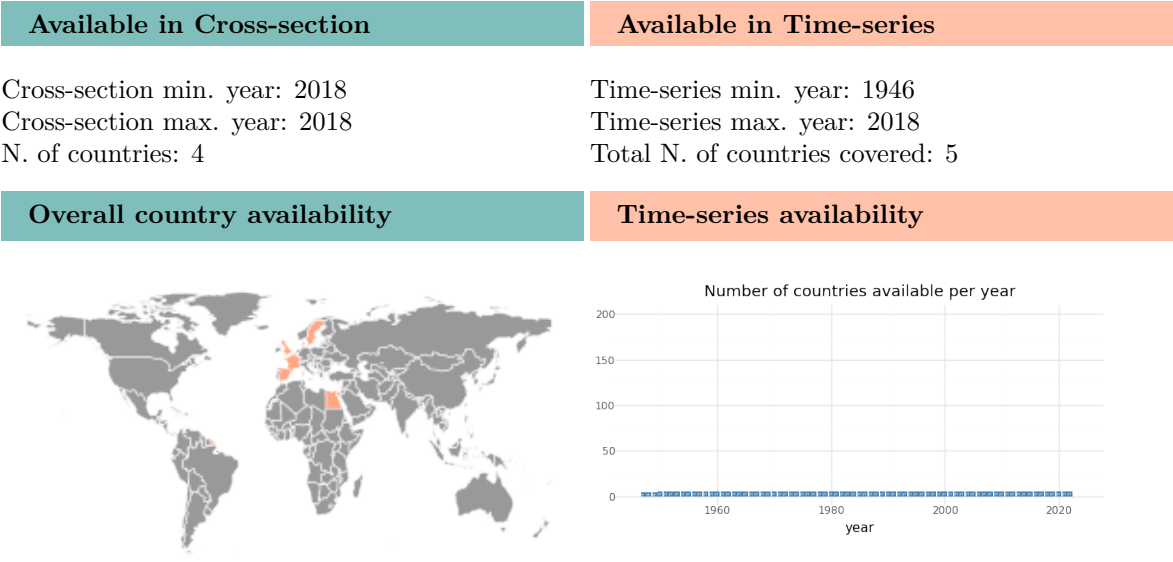 Available in Cross-section
Available in Time-series
Cross-section min. year: 2018
Cross-section max. year: 2018
N. of countries: 4
Time-series min. year: 1946
Time-series max. year: 2018
Total N. of countries covered: 5
Overall country availability
Time-series availability
Number of countries available per year
200
150
100
50
0
1960 1980 2000 2020
year